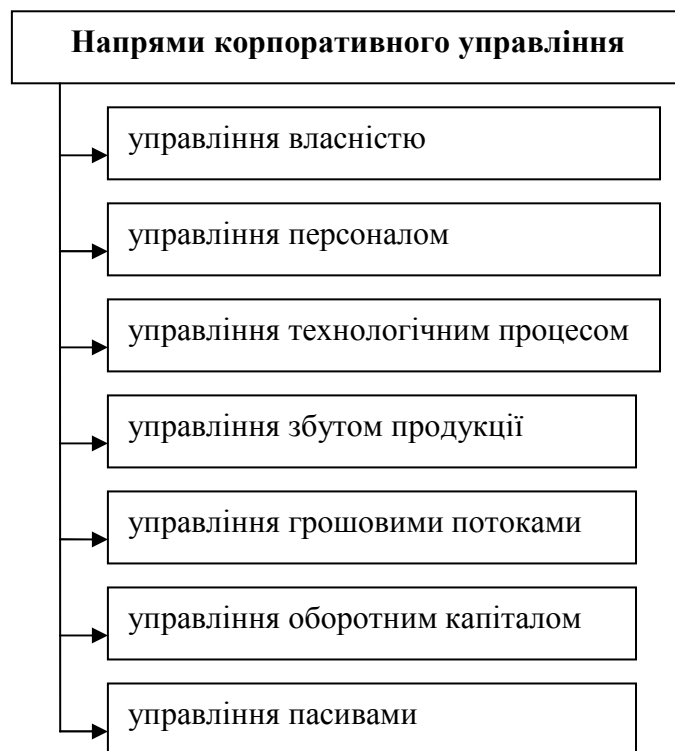 Напрями корпоративного управління
управління власністю
управління персоналом
управління технологічним процесом
управління збутом продукції
управління грошовими потоками
управління оборотним капіталом
управління пасивами